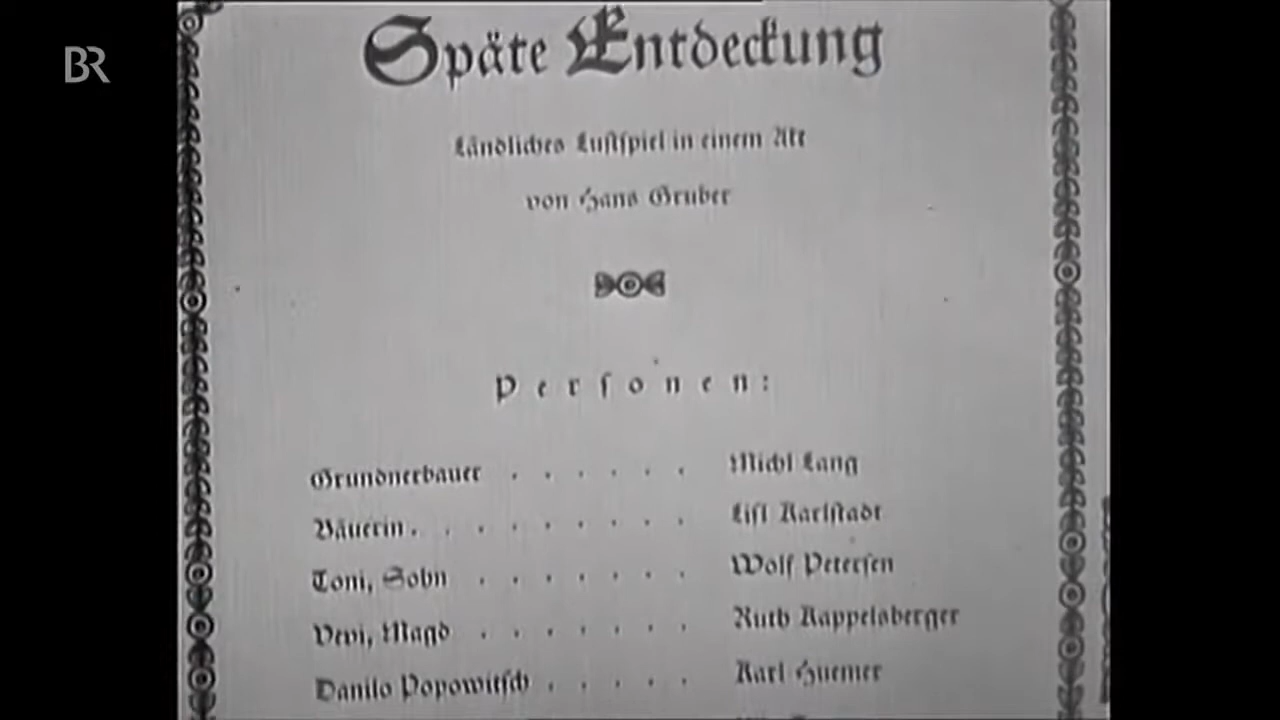 BR
Späte Entdeckung
Ländliches Lustspiel in einem Akt
von Hans Gruber
Personen:
Grundnerbauer . . . . . . Michl Lang
Bäuerin . . . . . . . . . Lisl Karlstadt
Toni, Sohn . . . . . . . Wolf Petersen
Vevi, Magd . . . . . . . Ruth Kappelsberger
Danilo Popowitsch . . . . . Karl Huemer